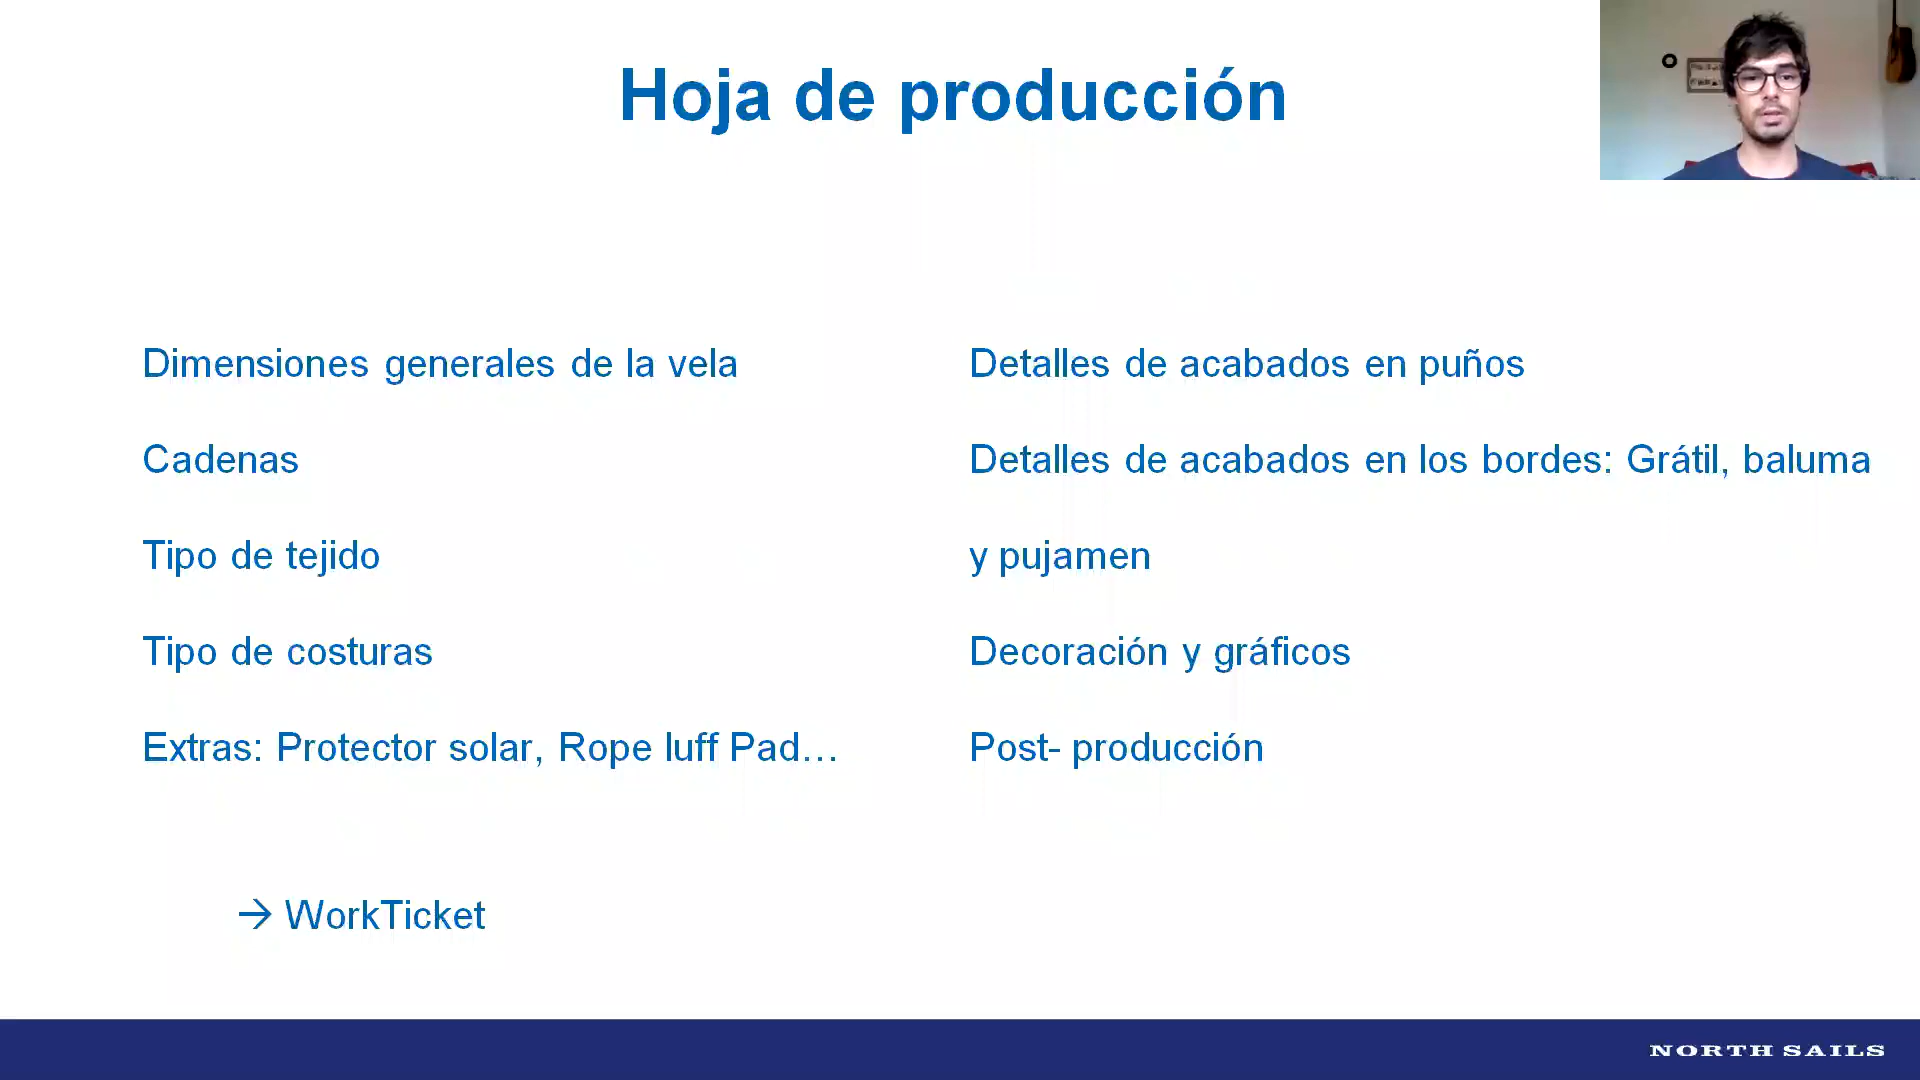 Hoja de producción
Dimensiones generales de la vela
Cadenas
Tipo de tejido
Tipo de costuras
Extras: Protector solar, Rope luff Pad…
→ WorkTicket
Detalles de acabados en puños
Detalles de acabados en los bordes: Grátil, baluma
y pujamen
Decoración y gráficos
Post- producción
NORTH SAILS